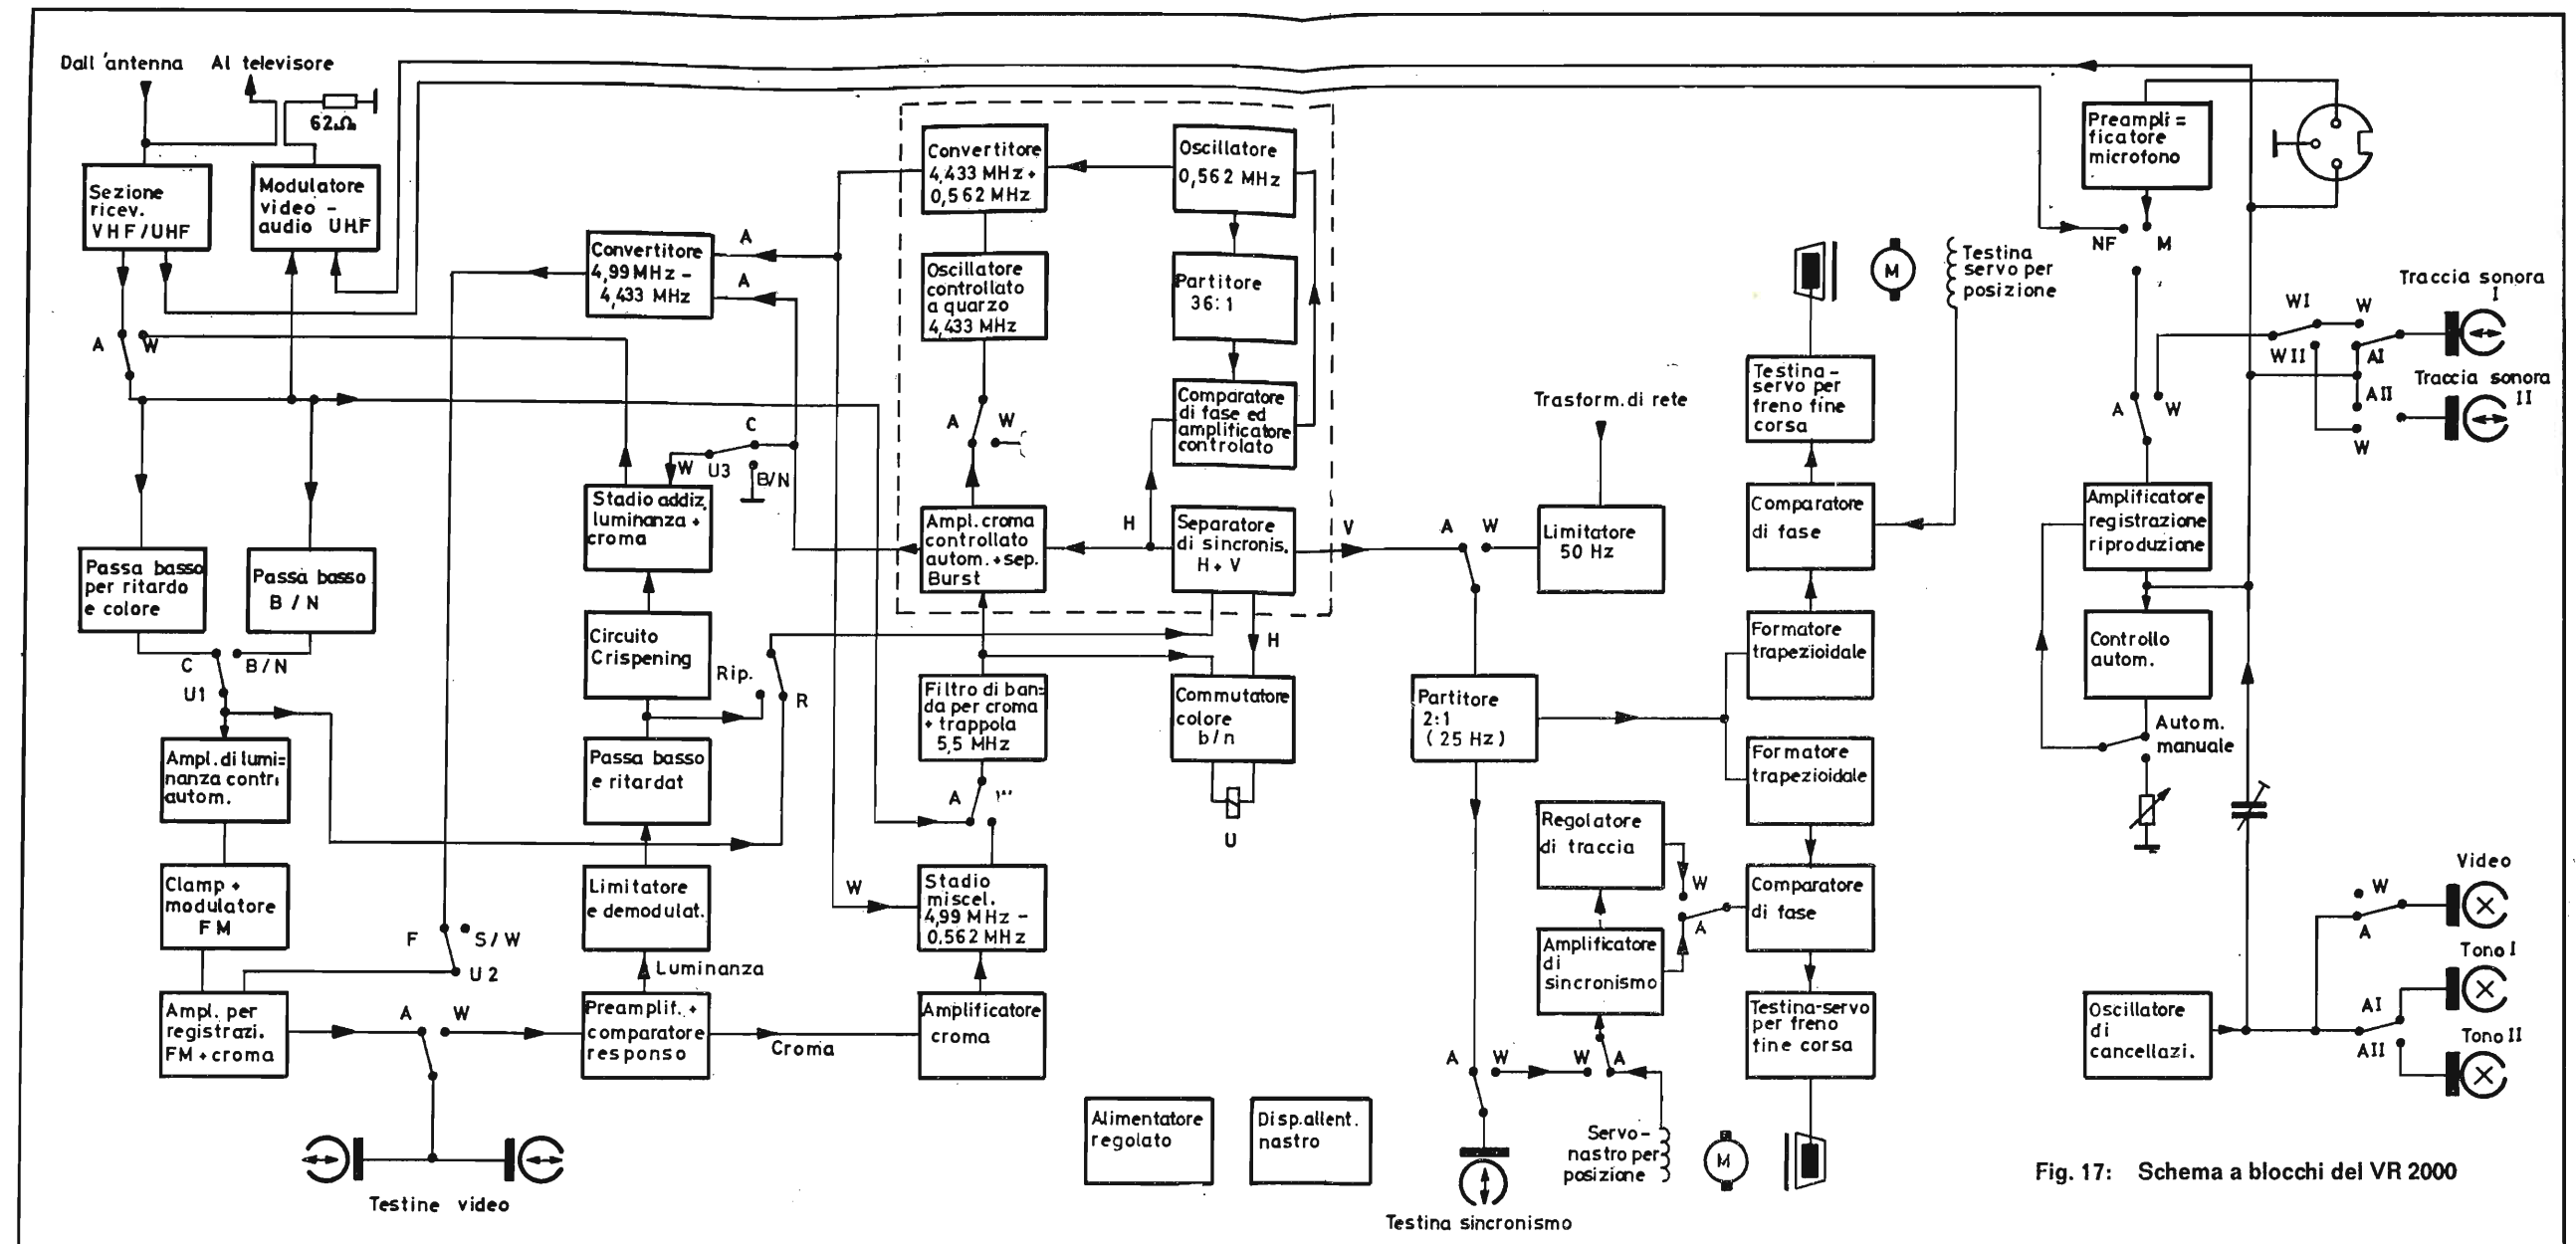 Dall'antenna
Al televisore
62Ω
Sezione
ricev.
VHF/UHF
Modulatore
video -
audio UHF
A
W
Passa basso
per ritardo
e colore
Passa basso
B / N
C
B/N
U1
Ampl. di lumi=
nanza contr.
autom.
Clamp +
modulatore
FM
Ampl. per
registrazi.
FM + croma
F
S/W
U2
A
W
Testine video
Convertitore
4,99 MHz -
4,433 MHz
A
A
C
W
U3
B/N
Stadio addiz.
luminanza +
croma
Circuito
Crispening
Rip.
R
Passa basso
e ritardat
Limitatore
e demodulat.
Luminanza
Preamplif. +
comparatore
responso
Croma
Convertitore
4,433 MHz +
0,562 MHz
Oscillatore
0,562 MHz
Oscillatore
controllato
a quarzo
4,433 MHz
Partitore
36:1
Comparatore
di fase ed
amplificatore
controlato
A
W
Ampl. croma
controllato
autom. + sep.
Burst
H
Separatore
di sincronis.
H + V
V
H
Filtro di ban=
da per croma
+ trappola
5,5 MHz
Commutatore
colore
b/n
U
A
W
Stadio
miscel.
4,99 MHz -
0,562 MHz
Amplificatore
croma
Alimentatore
regolato
Disp. allent.
nastro
Trasform. di rete
A
W
Limitatore
50 Hz
Partitore
2:1
(25 Hz)
Regolatore
di traccia
W
A
Amplificatore
di
sincronismo
A
W
W
A
Servo-
nastro per
posizione
M
Testina sincronismo
M
Testina
servo per
posizione
Testina-
servo per
freno fine
corsa
Comparatore
di fase
Formatore
trapezioidale
Formatore
trapezioidale
Comparatore
di fase
Testina-servo
per freno
fine corsa
Preampli=
ficatore
microfono
NF
M
A
W
Amplificatore
registrazione
riproduzione
Controllo
autom.
Autom.
manuale
Oscillatore
di
cancellazi.
Traccia sonora
I
WI
W
WII
AI
Traccia sonora
II
AII
W
Video
W
A
Tono I
AI
Tono II
AII
Fig. 17: Schema a blocchi del VR 2000